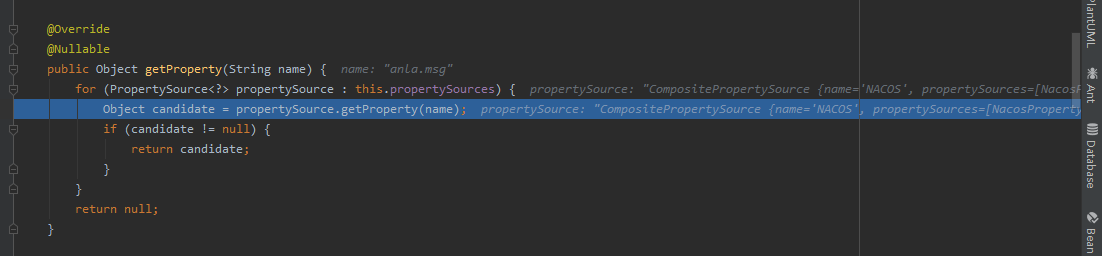 @Override
@Nullable
public Object getProperty(String name) {  name: "anla.msg"
for (PropertySource<?> propertySource : this.propertySources) {  propertySource: "CompositePropertySource {name='NACOS', propertySources=[NacosP
Object candidate = propertySource.getProperty(name);  propertySource: "CompositePropertySource {name='NACOS', propertySources=[NacosPropert
if (candidate != null) {
return candidate;
}
}
return null;
}
PlantUML
Ant
Database
Bean